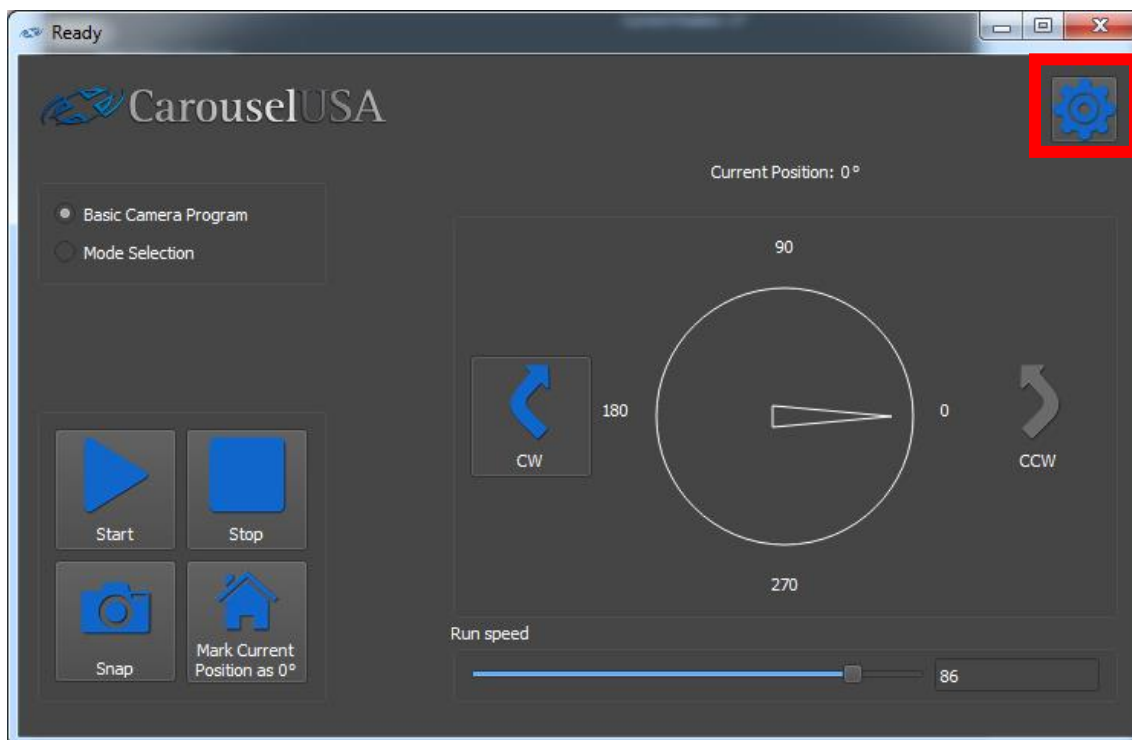 Ready
CarouselUSA
Current Position: 0°
Basic Camera Program
Mode Selection
90
180
0
CW
CCW
270
Start
Stop
Snap
Mark Current
Position as 0°
Run speed
86